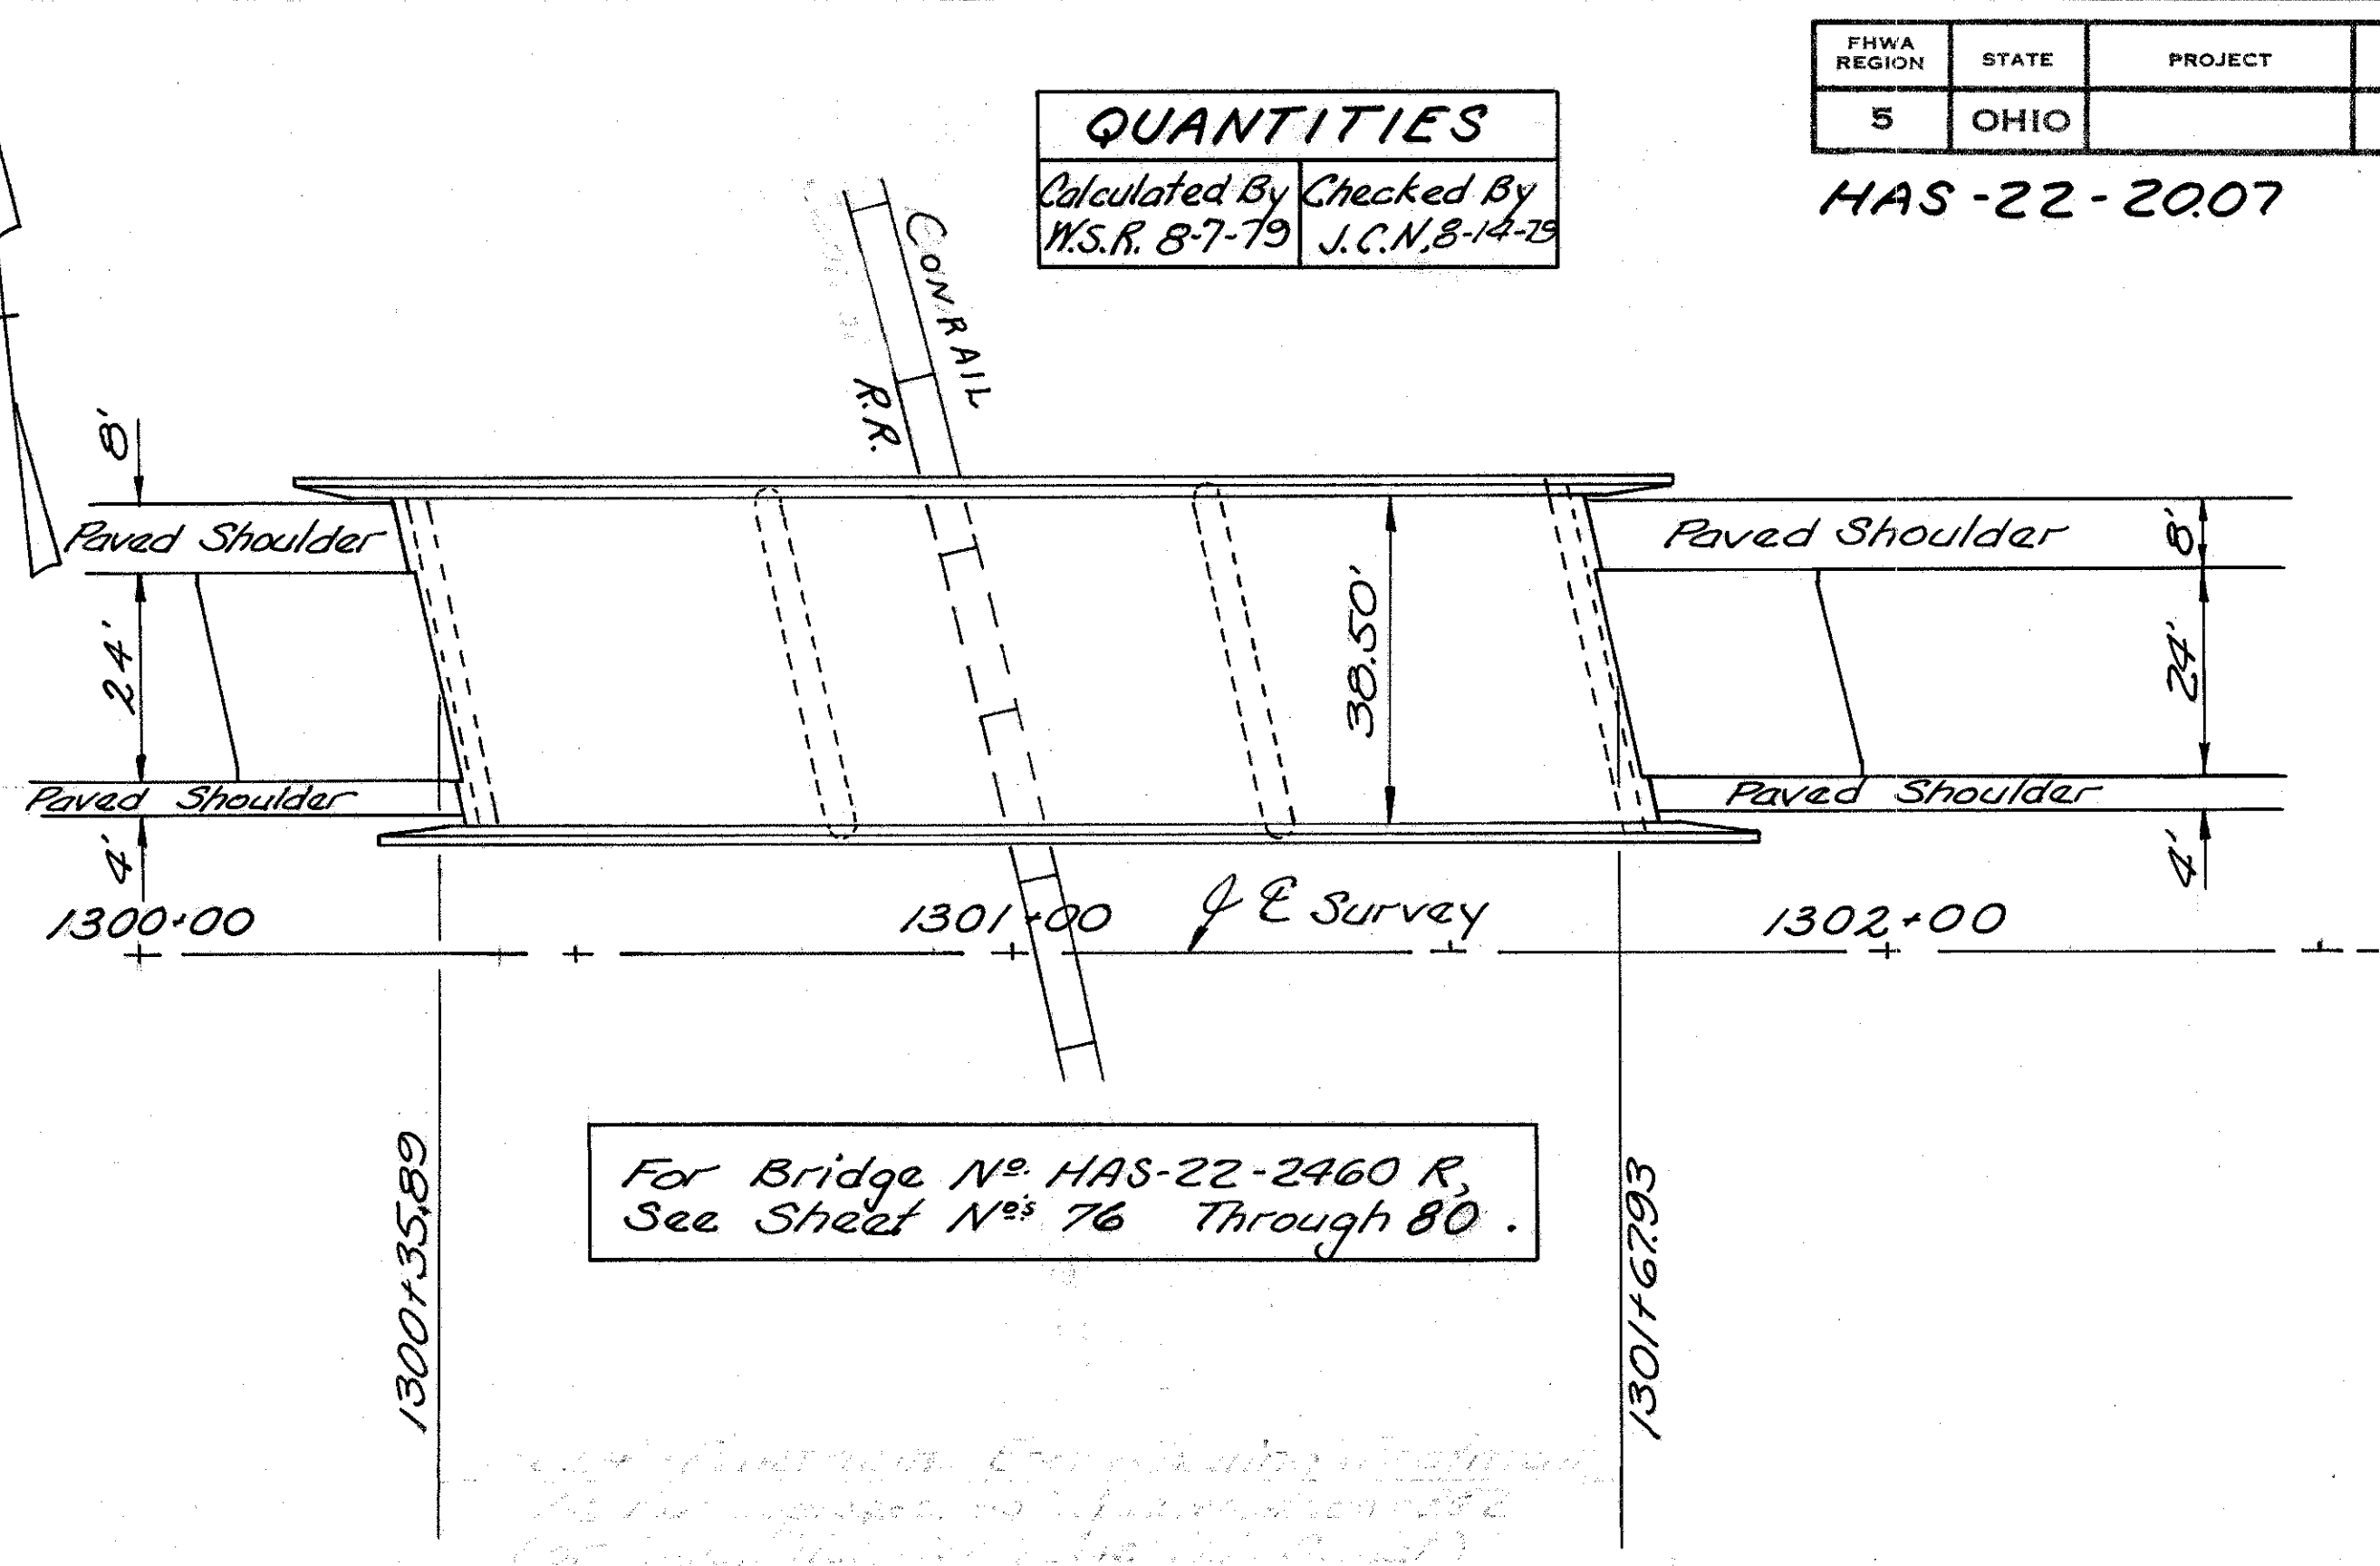 FHWA REGION STATE PROJECT
5 OHIO
HAS-22-20.07
QUANTITIES
Calculated By Checked By
W.S.R. 8-7-79 J.C.N. 8-14-79
CONRAIL
R.R.
8'
Paved Shoulder
24'
Paved Shoulder
4'
38.50'
Paved Shoulder
8'
24'
Paved Shoulder
4'
1300+00
1301+00
℄ Survey
1302+00
1300+35.89
1301+67.93
For Bridge Nº. HAS-22-2460 R,
See Sheet Nº's 76 Through 80.